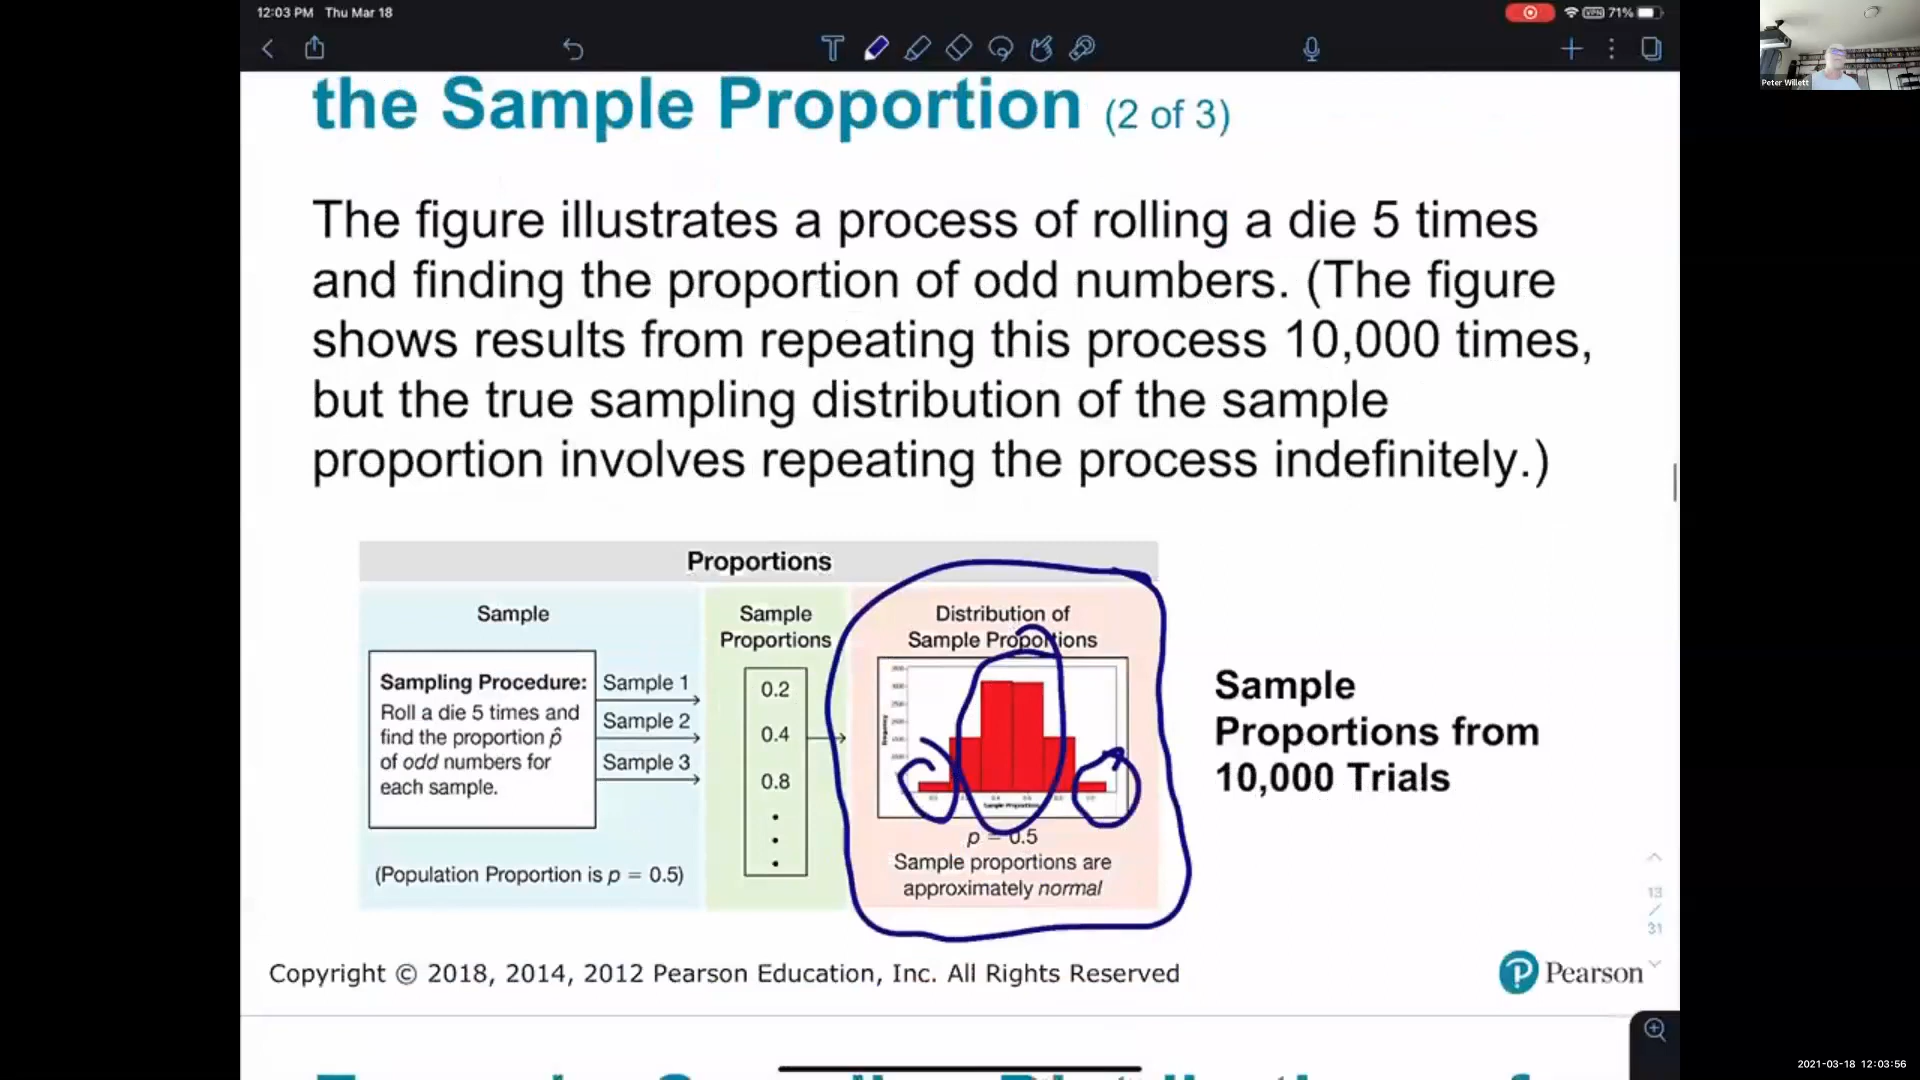 12:03 PM Thu Mar 18
71%
Peter Willett
the Sample Proportion (2 of 3)
The figure illustrates a process of rolling a die 5 times
and finding the proportion of odd numbers. (The figure
shows results from repeating this process 10,000 times,
but the true sampling distribution of the sample
proportion involves repeating the process indefinitely.)
Proportions
Sample
Sampling Procedure:
Roll a die 5 times and
find the proportion p̂
of odd numbers for
each sample.
Sample 1
Sample 2
Sample 3
(Population Proportion is p = 0.5)
Sample
Proportions
0.2
0.4
0.8
Distribution of
Sample Proportions
Frequency
p = 0.5
Sample proportions are
approximately normal
Sample
Proportions from
10,000 Trials
13
/
31
Copyright © 2018, 2014, 2012 Pearson Education, Inc. All Rights Reserved
Pearson
2021-03-18 12:03:56